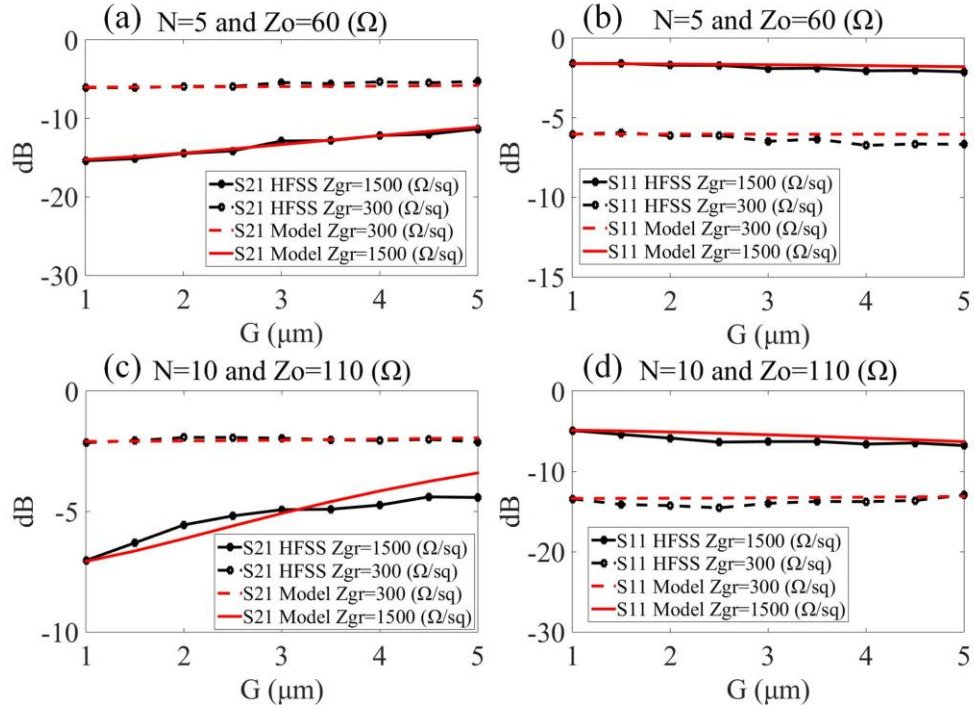 (a) N=5 and Zo=60 (Ω)
0
-10
-20
-30
dB
S21 HFSS Zgr=1500 (Ω/sq)
S21 HFSS Zgr=300 (Ω/sq)
S21 Model Zgr=300 (Ω/sq)
S21 Model Zgr=1500 (Ω/sq)
1 2 3 4 5
G (μm)
(b) N=5 and Zo=60 (Ω)
0
-5
-10
-15
dB
S11 HFSS Zgr=1500 (Ω/sq)
S11 HFSS Zgr=300 (Ω/sq)
S11 Model Zgr=300 (Ω/sq)
S11 Model Zgr=1500 (Ω/sq)
1 2 3 4 5
G (μm)
(c) N=10 and Zo=110 (Ω)
0
-5
-10
dB
S21 HFSS Zgr=1500 (Ω/sq)
S21 HFSS Zgr=300 (Ω/sq)
S21 Model Zgr=300 (Ω/sq)
S21 Model Zgr=1500 (Ω/sq)
1 2 3 4 5
G (μm)
(d) N=10 and Zo=110 (Ω)
0
-10
-20
-30
dB
S11 HFSS Zgr=1500 (Ω/sq)
S11 HFSS Zgr=300 (Ω/sq)
S11 Model Zgr=300 (Ω/sq)
S11 Model Zgr=1500 (Ω/sq)
1 2 3 4 5
G (μm)